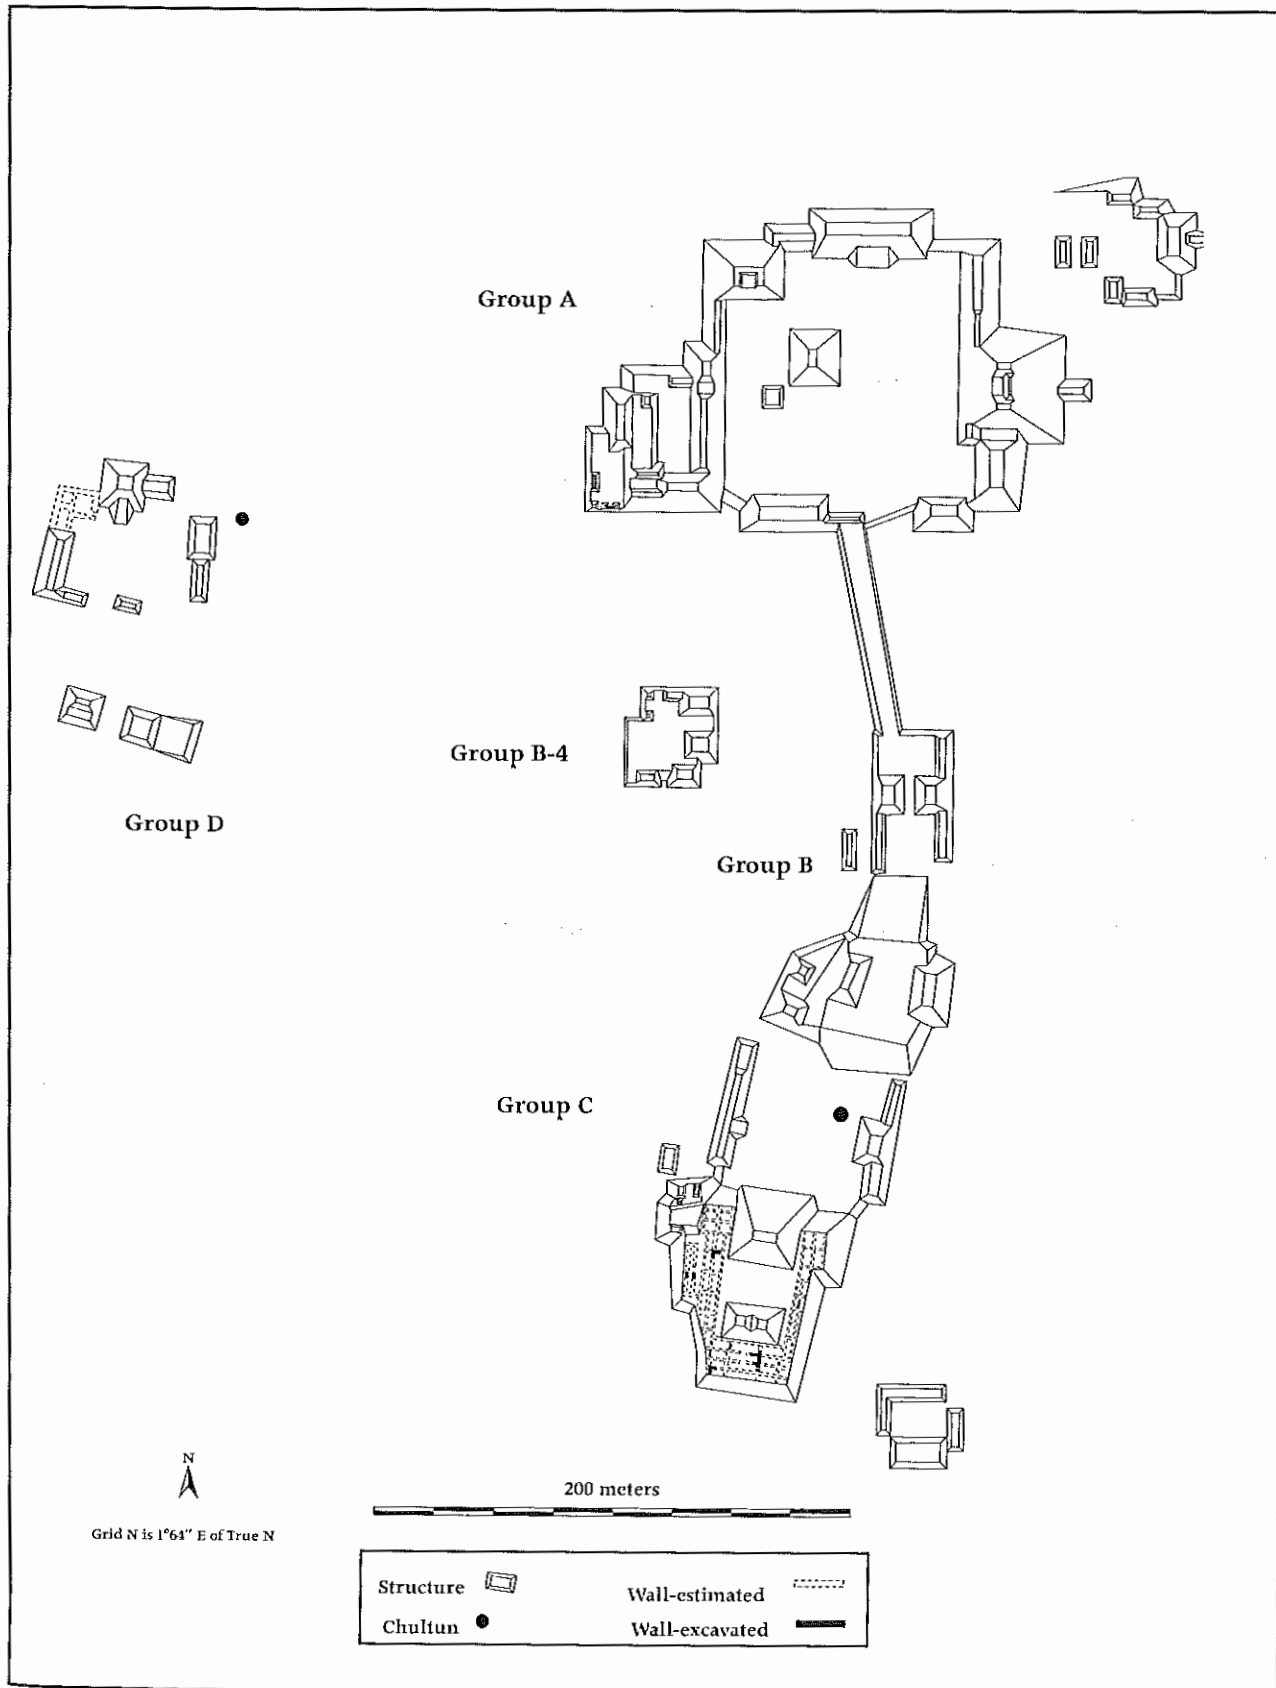 Group A
Group B-4
Group D
Group B
Group C
N
200 meters
Grid N is 1°64" E of True N
Structure
Wall-estimated
Chultun
Wall-excavated